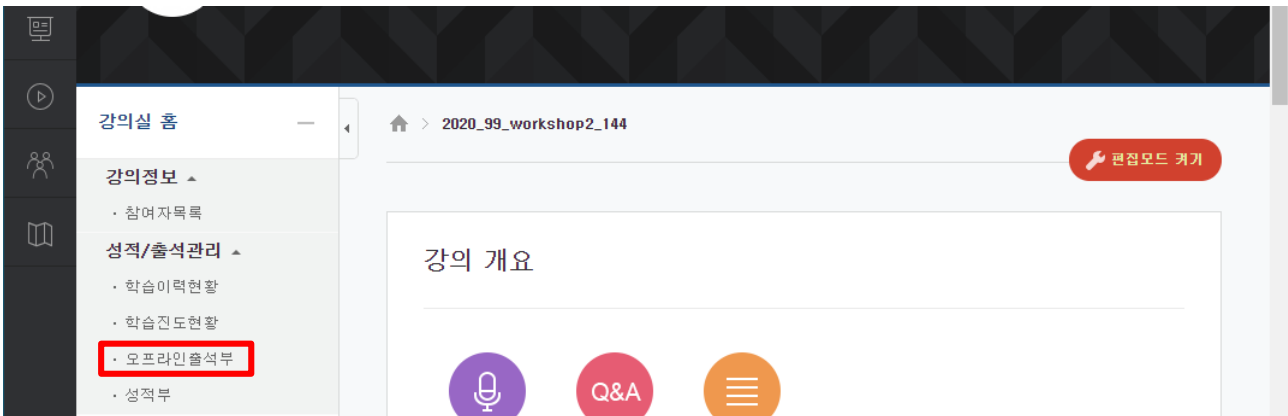 강의실 홈
2020_99_workshop2_144
편집모드 켜기
강의정보
· 참여자목록
성적/출석관리
· 학습이력현황
· 학습진도현황
· 오프라인출석부
· 성적부
강의 개요
Q&A